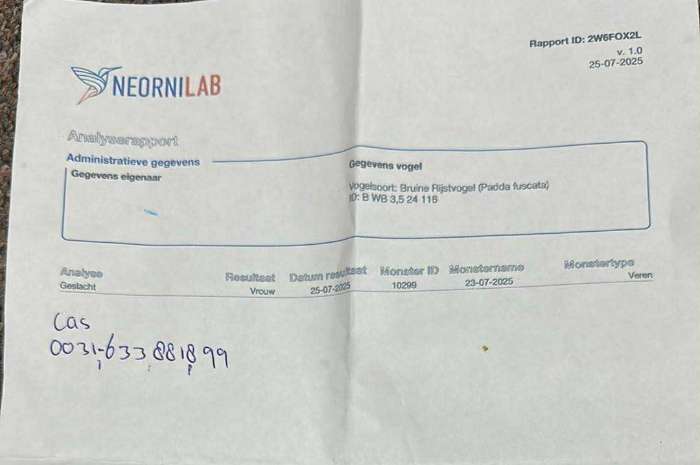 Rapport ID: 2W6FOX2L
v. 1.0
25-07-2025
NEORNILAB
Analyserapport
Administratieve gegevens
Gegevens eigenaar
Gegevens vogel
Vogelsoort: Bruine Rijstvogel (Padda fuscata)
ID: B WB 3,5 24 116
Analyse Resultaat Datum resultaat Monster ID Monstername Monstertype
Geslacht Vrouw 25-07-2025 10299 23-07-2025 Veren
Cas
0031-633 881899